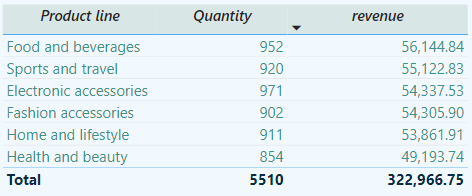 Product line Quantity revenue
Food and beverages 952 56,144.84
Sports and travel 920 55,122.83
Electronic accessories 971 54,337.53
Fashion accessories 902 54,305.90
Home and lifestyle 911 53,861.91
Health and beauty 854 49,193.74
Total 5510 322,966.75